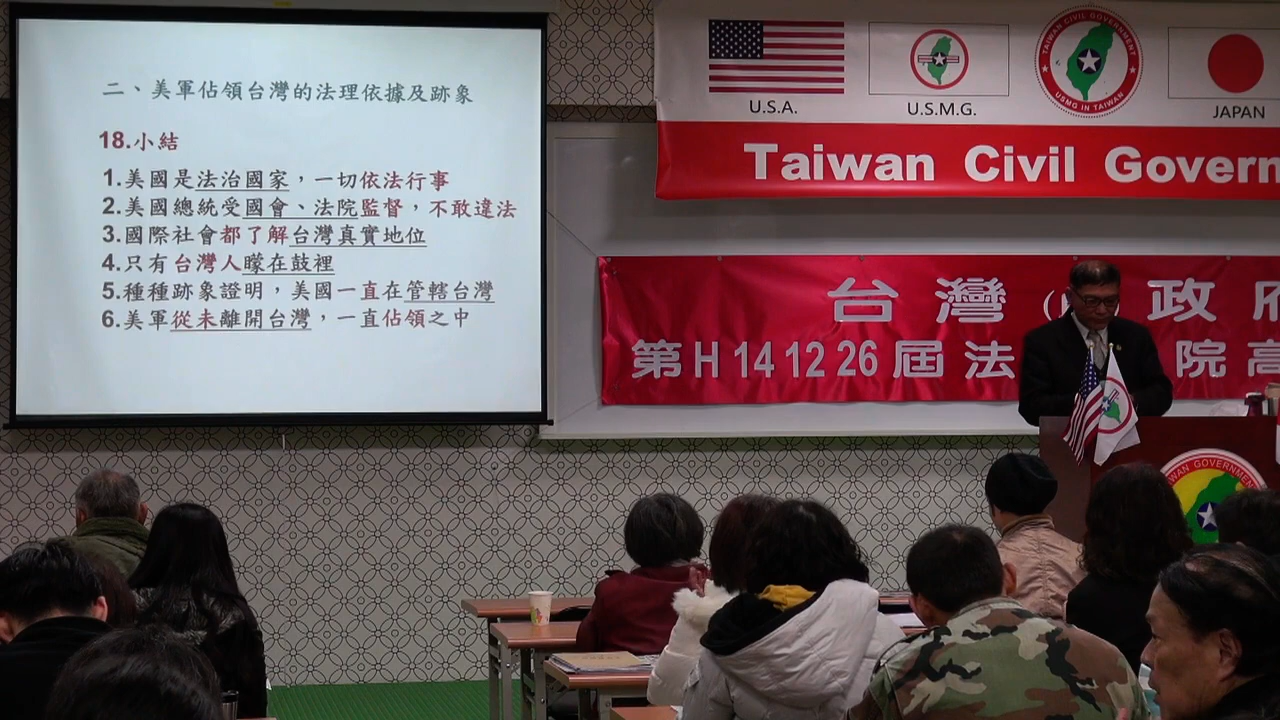 二、美軍佔領台灣的法理依據及跡象
18.小結
1.美國是法治國家，一切依法行事
2.美國總統受國會、法院監督，不敢違法
3.國際社會都了解台灣真實地位
4.只有台灣人矇在鼓裡
5.種種跡象證明，美國一直在管轄台灣
6.美軍從未離開台灣，一直佔領之中
U.S.A.
U.S.M.G.
TAIWAN CIVIL GOVERNMENT
USMG IN TAIWAN
JAPAN
Taiwan Civil Govern
台灣政府
第H 14 12 26屆法院高
TAIWAN GOVERNMENT